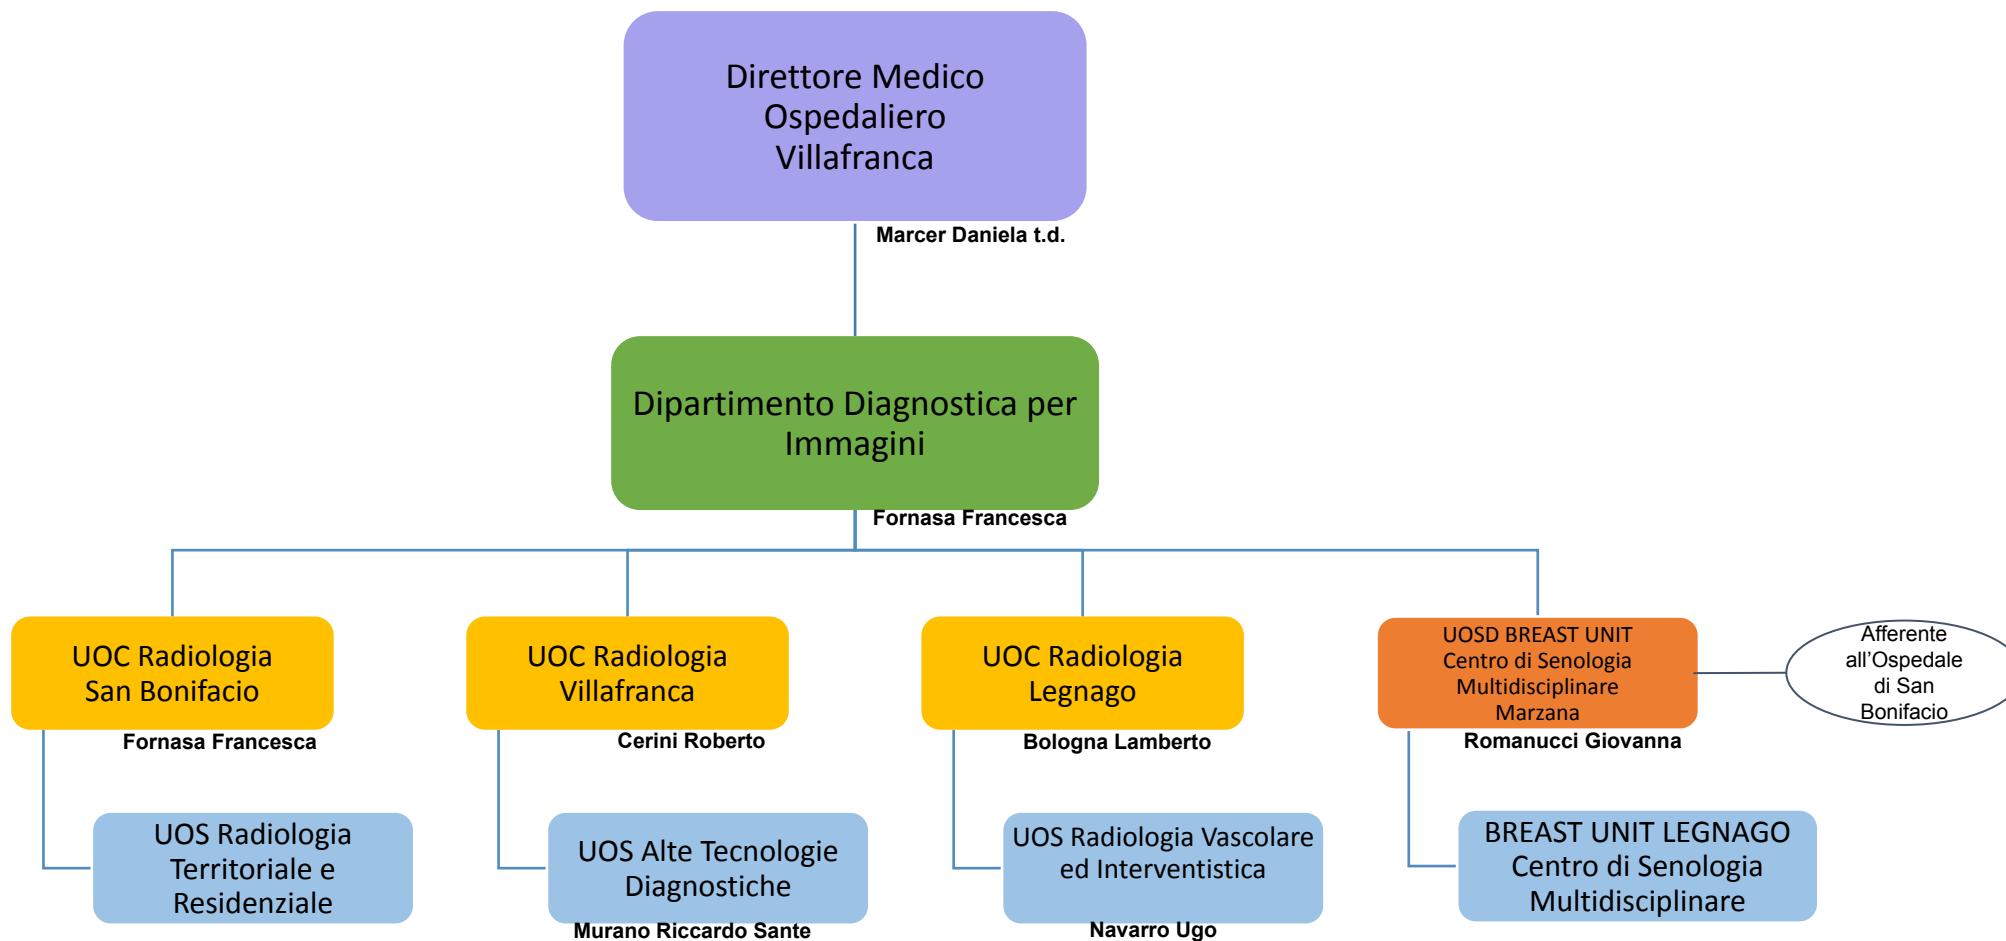 Direttore Medico
Ospedaliero
Villafranca
Marcer Daniela t.d.
Dipartimento Diagnostica per
Immagini
Fornasa Francesca
UOC Radiologia
San Bonifacio
Fornasa Francesca
UOC Radiologia
Villafranca
Cerini Roberto
UOC Radiologia
Legnago
Bologna Lamberto
UOSD BREAST UNIT
Centro di Senologia
Multidisciplinare
Marzana
Romanucci Giovanna
Afferente
all’Ospedale
di San
Bonifacio
UOS Radiologia
Territoriale e
Residenziale
UOS Alte Tecnologie
Diagnostiche
Murano Riccardo Sante
UOS Radiologia Vascolare
ed Interventistica
Navarro Ugo
BREAST UNIT LEGNAGO
Centro di Senologia
Multidisciplinare